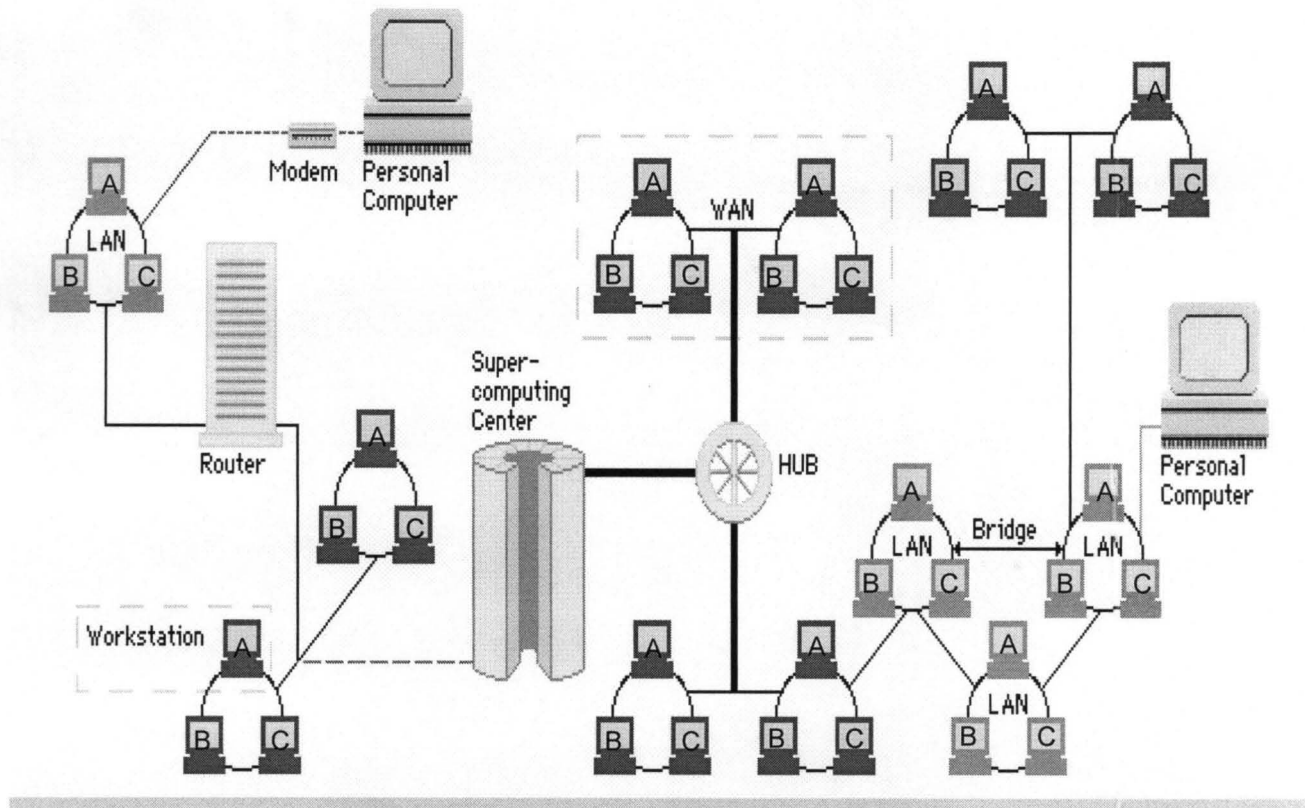 Modem
Personal
Computer
A
LAN
B
C
Router
Super-
computing
Center
A
B
C
Workstation
A
B
C
WAN
A
B
C
A
B
C
HUB
A
B
C
A
B
C
A
B
C
A
B
C
Personal
Computer
A
LAN
B
C
Bridge
A
LAN
B
C
A
LAN
B
C